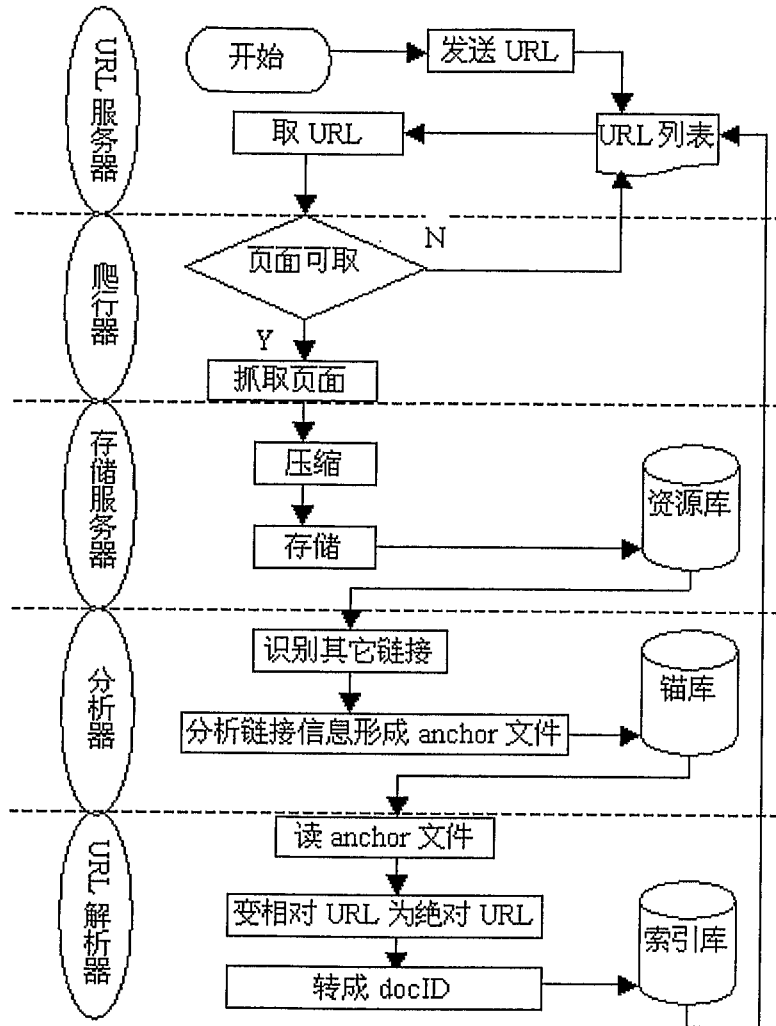 URL 服务器
开始
发送 URL
取 URL
URL 列表
爬行器
页面可取
N
Y
抓取页面
存储服务器
压缩
存储
资源库
分析器
识别其它链接
分析链接信息形成 anchor 文件
锚库
URL 解析器
读 anchor 文件
变相对 URL 为绝对 URL
转成 docID
索引库